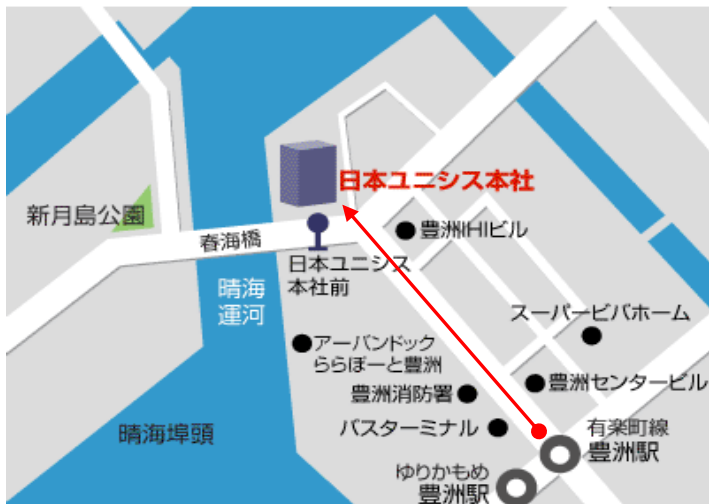 日本ユニシス本社
新月島公園
豊洲IHIビル
春海橋
日本ユニシス
本社前
晴海
運河
スーパービバホーム
アーバンドック
ららぽーと豊洲
豊洲センタービル
豊洲消防署
バスターミナル
有楽町線
豊洲駅
晴海埠頭
ゆりかもめ
豊洲駅